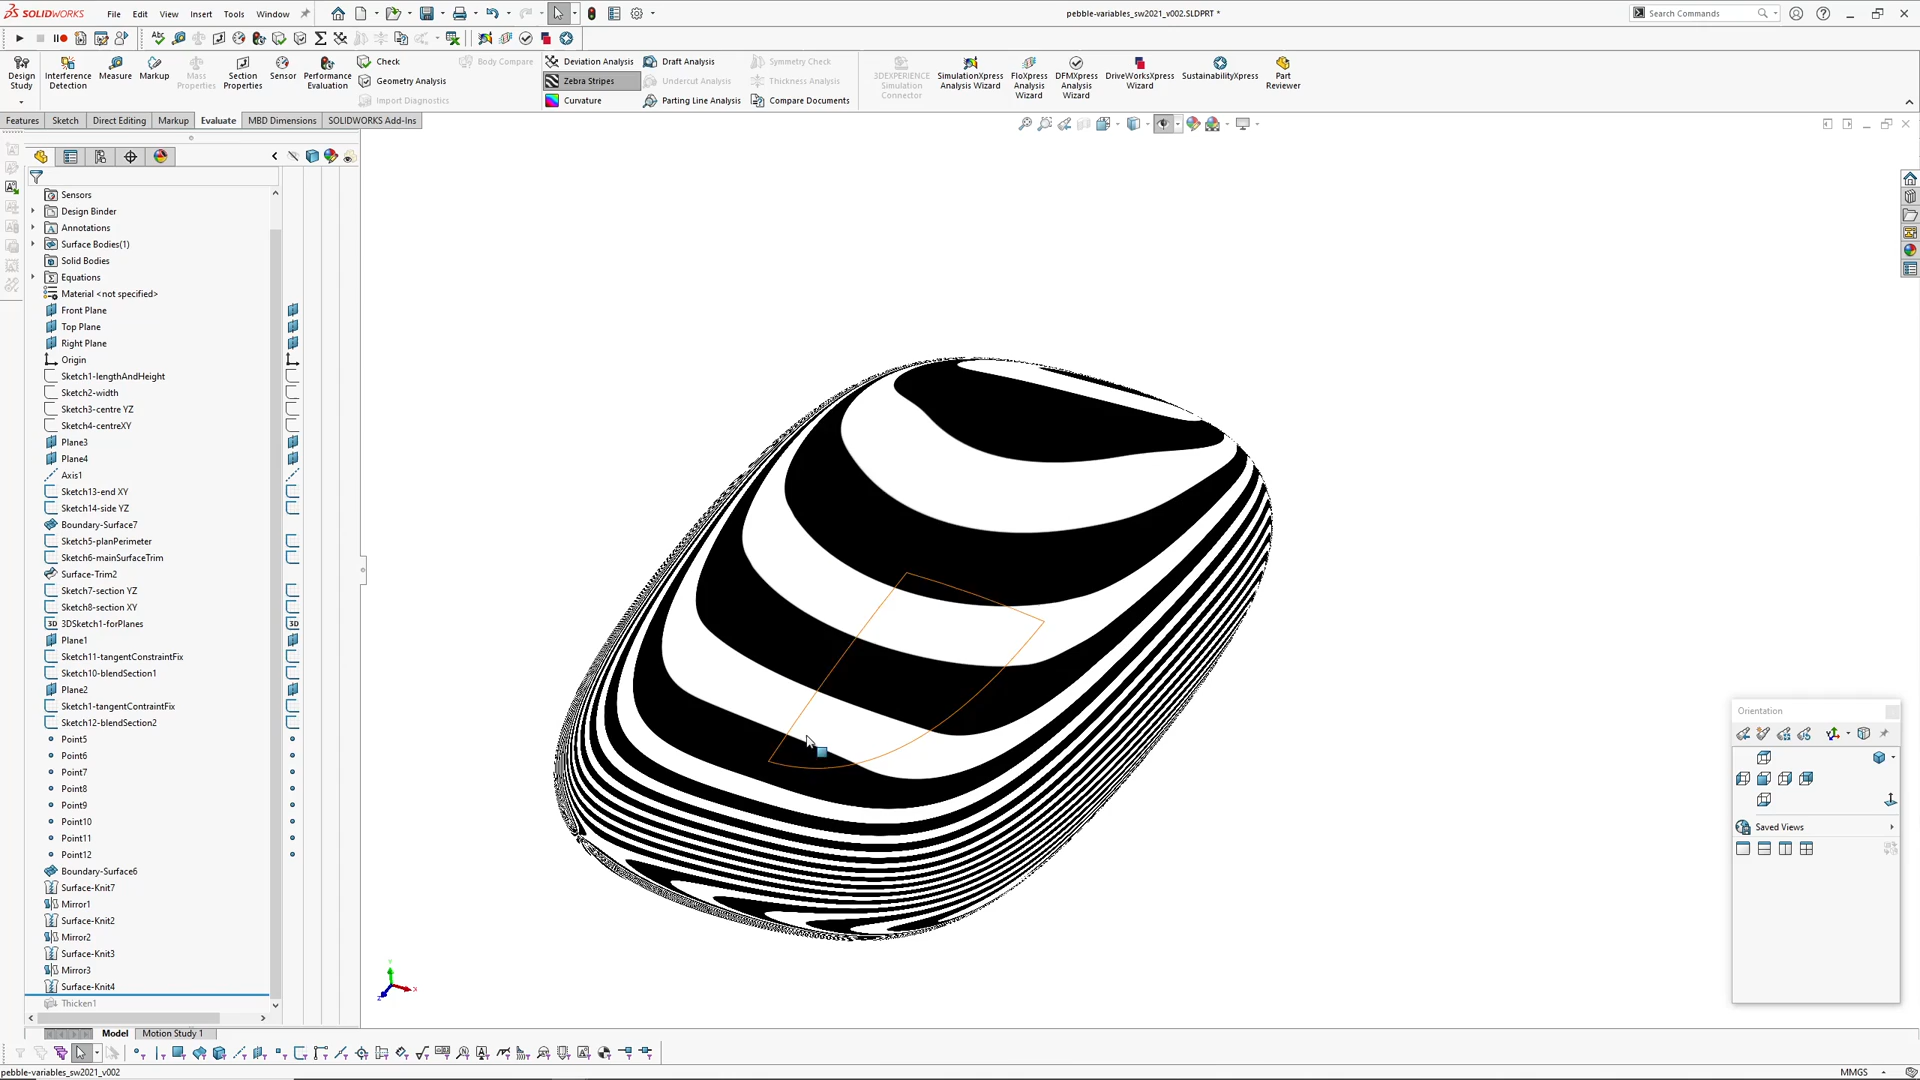 SOLIDWORKS File Edit View Insert Tools Window pebble-variables_sw2021_v002.SLDPRT * Search Commands
Design Study
Interference Detection
Measure
Markup
Mass Properties
Section Properties
Sensor
Performance Evaluation
Check
Geometry Analysis
Import Diagnostics
Body Compare
Deviation Analysis
Zebra Stripes
Curvature
Draft Analysis
Undercut Analysis
Parting Line Analysis
Symmetry Check
Thickness Analysis
Compare Documents
3DEXPERIENCE Simulation Connector
SimulationXpress Analysis Wizard
FloXpress Analysis Wizard
DFMXpress Analysis Wizard
DriveWorksXpress Wizard
SustainabilityXpress
Part Reviewer
Features Sketch Direct Editing Markup Evaluate MBD Dimensions SOLIDWORKS Add-Ins
Sensors
Design Binder
Annotations
Surface Bodies(1)
Solid Bodies
Equations
Material <not specified>
Front Plane
Top Plane
Right Plane
Origin
Sketch1-lengthAndHeight
Sketch2-width
Sketch3-centre YZ
Sketch4-centreXY
Plane3
Plane4
Axis1
Sketch13-end XY
Sketch14-side YZ
Boundary-Surface7
Sketch5-planPerimeter
Sketch6-mainSurfaceTrim
Surface-Trim2
Sketch7-section YZ
Sketch8-section XY
3DSketch1-forPlanes
Plane1
Sketch11-tangentConstraintFix
Sketch10-blendSection1
Plane2
Sketch1-tangentContraintFix
Sketch12-blendSection2
Point5
Point6
Point7
Point8
Point9
Point10
Point11
Point12
Boundary-Surface6
Surface-Knit7
Mirror1
Surface-Knit2
Mirror2
Surface-Knit3
Mirror3
Surface-Knit4
Thicken1
Orientation
Saved Views
Model Motion Study 1
pebble-variables_sw2021_v002
MMGS